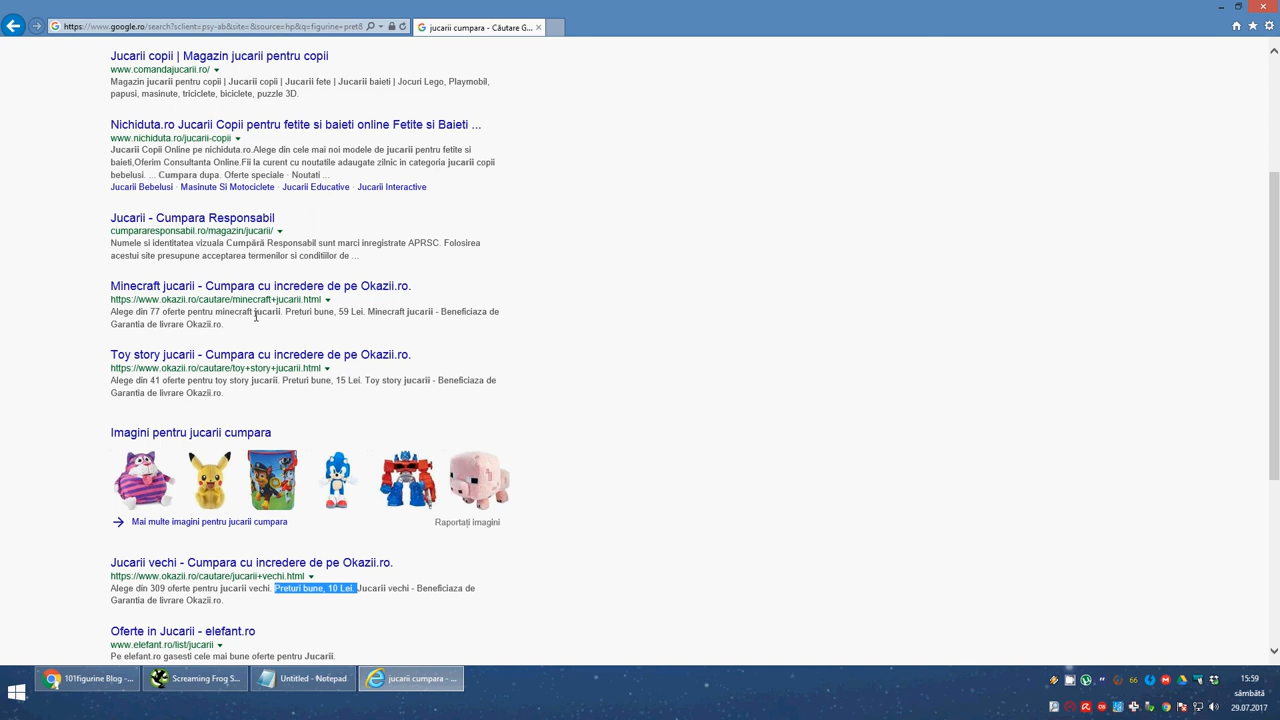 https://www.google.ro/search?sclient=psy-ab&site=&source=hp&q=figurine+pret&
jucarii cumpara - Căutare G...
Jucarii copii | Magazin jucarii pentru copii
www.comandajucarii.ro/
Magazin jucarii pentru copii | Jucarii copii | Jucarii fete | Jucarii baieti | Jocuri Lego, Playmobil,
papusi, masinute, triciclete, biciclete, puzzle 3D.
Nichiduta.ro Jucarii Copii pentru fetite si baieti online Fetite si Baieti ...
www.nichiduta.ro/jucarii-copii
Jucarii Copii Online pe nichiduta.ro.Alege din cele mai noi modele de jucarii pentru fetite si
baieti,Oferim Consultanta Online.Fii la curent cu noutatile adaugate zilnic in categoria jucarii copii
bebelusi. ... Cumpara dupa. Oferte speciale · Noutati ...
Jucarii Bebelusi · Masinute Si Motociclete · Jucarii Educative · Jucarii Interactive
Jucarii - Cumpara Responsabil
cumpararesponsabil.ro/magazin/jucarii/
Numele si identitatea vizuala Cumpără Responsabil sunt marci inregistrate APRSC. Folosirea
acestui site presupune acceptarea termenilor si conditiilor de ...
Minecraft jucarii - Cumpara cu incredere de pe Okazii.ro.
https://www.okazii.ro/cautare/minecraft+jucarii.html
Alege din 77 oferte pentru minecraft jucarii. Preturi bune, 59 Lei. Minecraft jucarii - Beneficiaza de
Garantia de livrare Okazii.ro.
Toy story jucarii - Cumpara cu incredere de pe Okazii.ro.
https://www.okazii.ro/cautare/toy+story+jucarii.html
Alege din 41 oferte pentru toy story jucarii. Preturi bune, 15 Lei. Toy story jucarii - Beneficiaza de
Garantia de livrare Okazii.ro.
Imagini pentru jucarii cumpara
Mai multe imagini pentru jucarii cumpara
Raportați imagini
Jucarii vechi - Cumpara cu incredere de pe Okazii.ro.
https://www.okazii.ro/cautare/jucarii+vechi.html
Alege din 309 oferte pentru jucarii vechi. Preturi bune, 10 Lei. Jucarii vechi - Beneficiaza de
Garantia de livrare Okazii.ro.
Oferte in Jucarii - elefant.ro
www.elefant.ro/list/jucarii
Pe elefant.ro gasesti cele mai bune oferte pentru Jucarii.
101figurine Blog -...
Screaming Frog S...
Untitled - Notepad
jucarii cumpara - ...
66
15:59
sâmbătă
29.07.2017